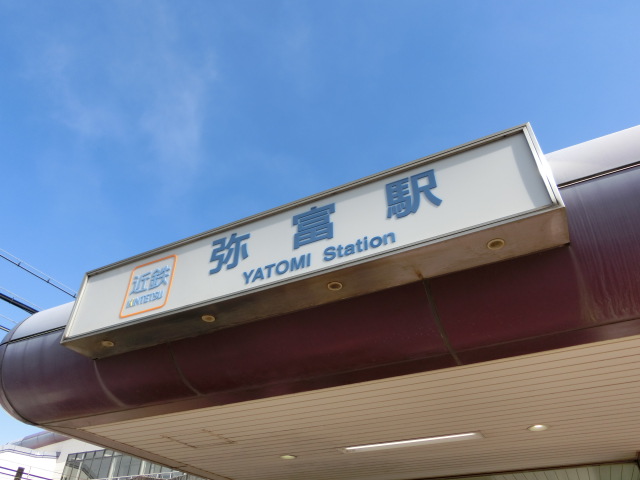 近鉄
KINTETSU
弥富駅
YATOMI Station